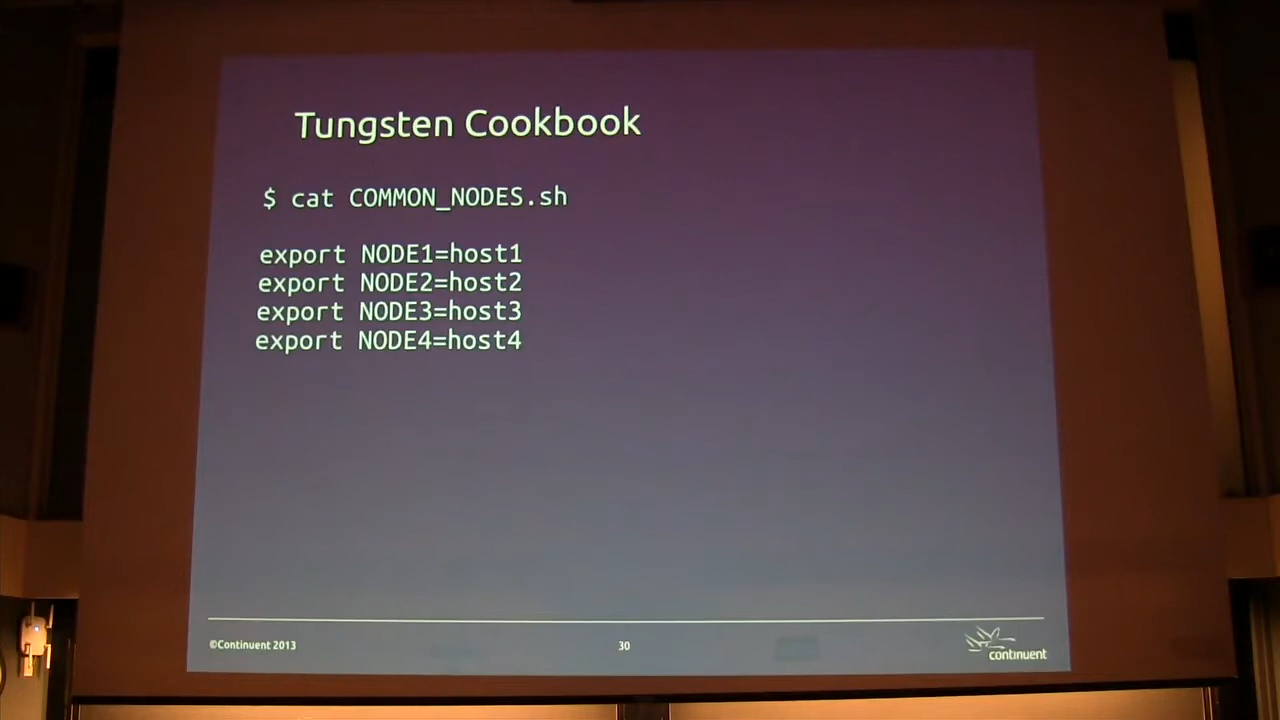 Tungsten Cookbook
$ cat COMMON_NODES.sh
export NODE1=host1
export NODE2=host2
export NODE3=host3
export NODE4=host4
©Continuent 2013
30
continuent